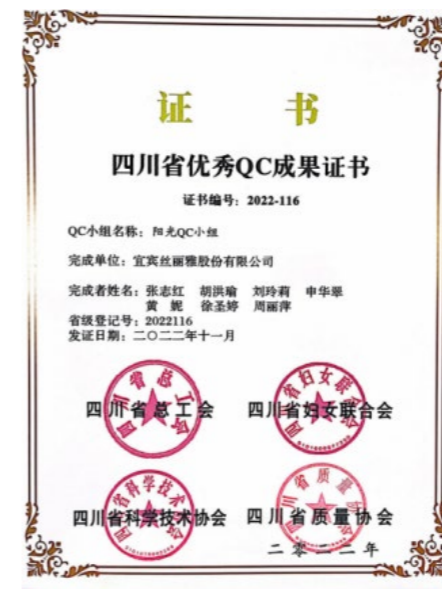 证 书
四川省优秀QC成果证书
证书编号：2022-116
QC小组名称：阳光QC小组
完成单位：宜宾丝丽雅股份有限公司
完成者姓名：张志红 胡洪瑜 刘玲莉 申华翠
黄 妮 徐圣婷 周丽萍
省级登记号：2022116
发证日期：二〇二二年十一月
四川省总工会
四川省妇女联合会
四川省科学技术协会
四川省质量协会
二零二二年